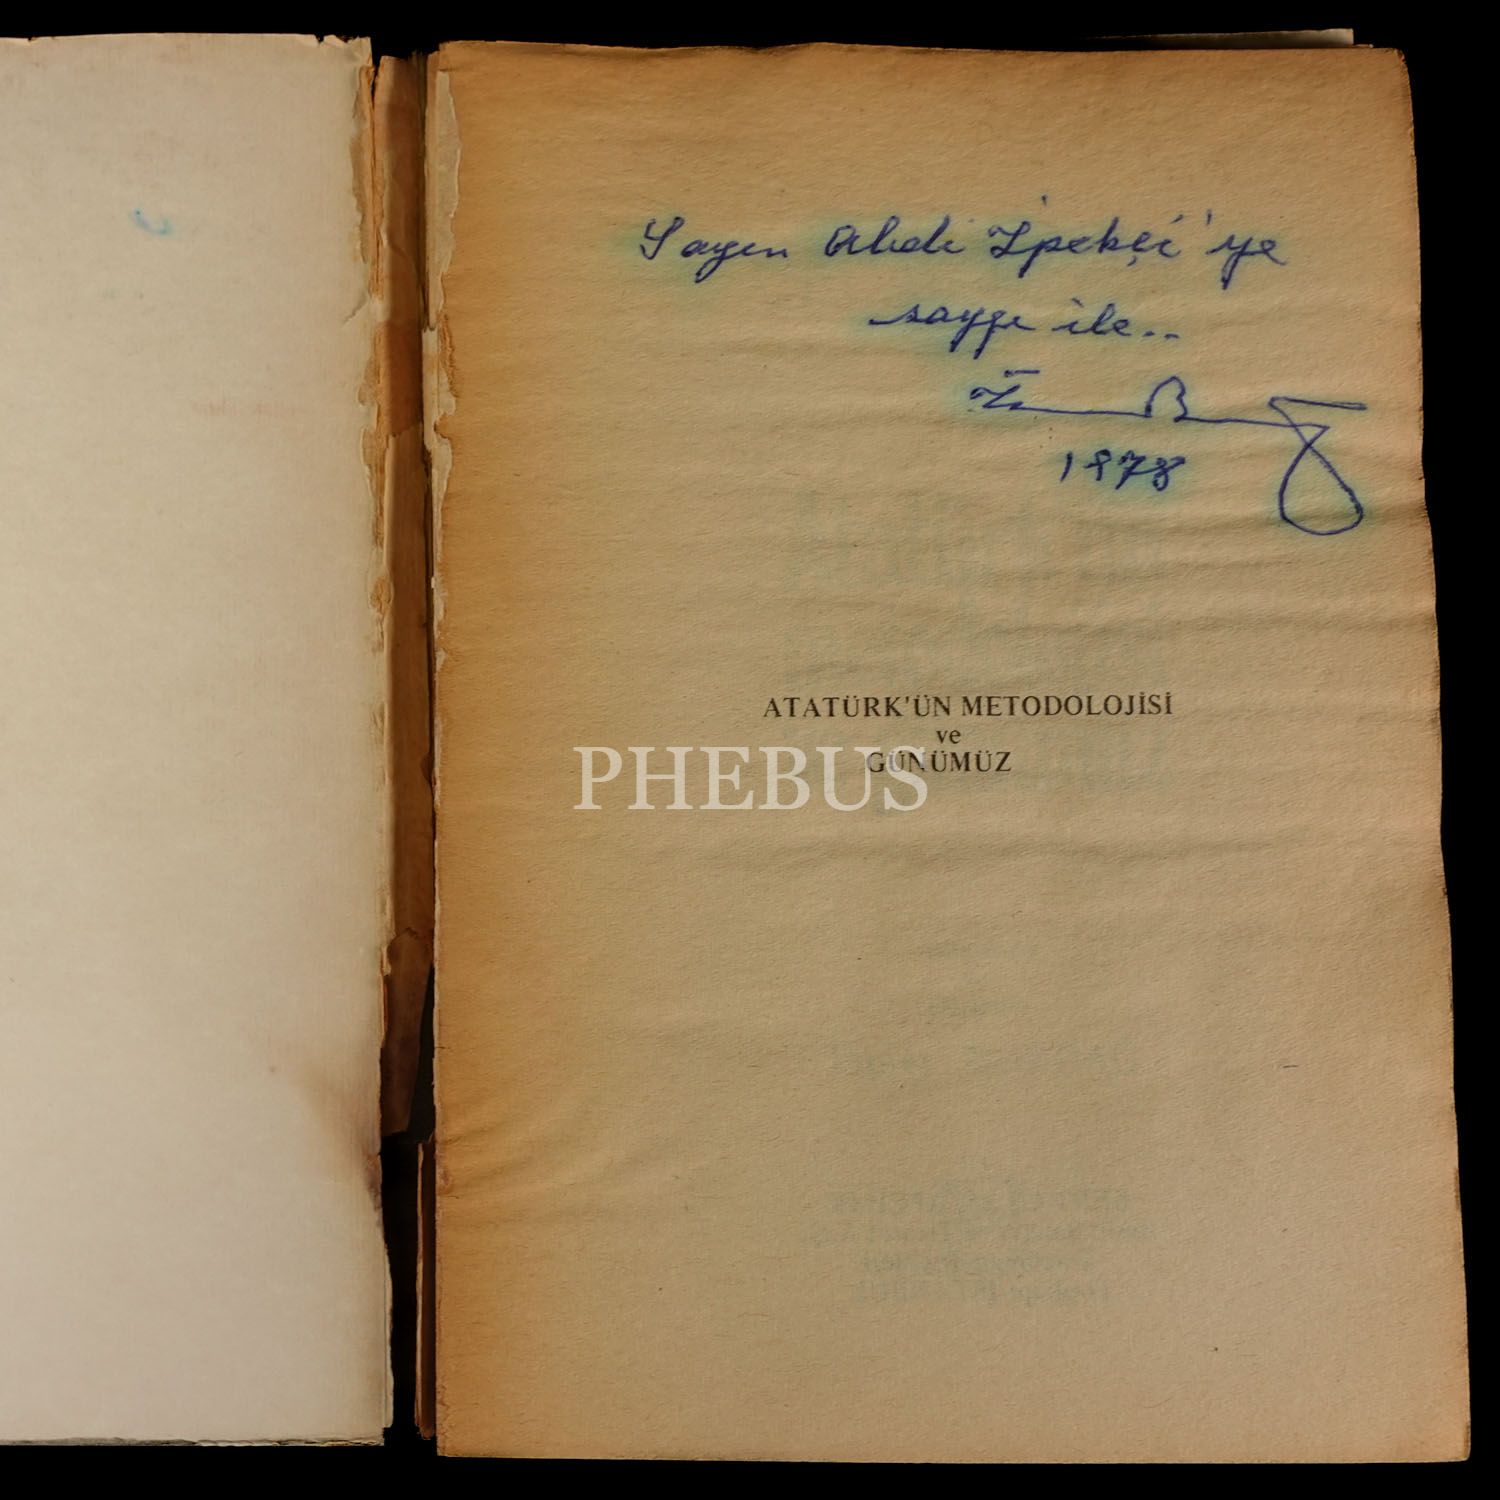 Sayın Abdi İpekçi'ye
saygı ile..
1978
ATATÜRK'ÜN METODOLOJİSİ
ve
GÜNÜMÜZ
PHEBUS